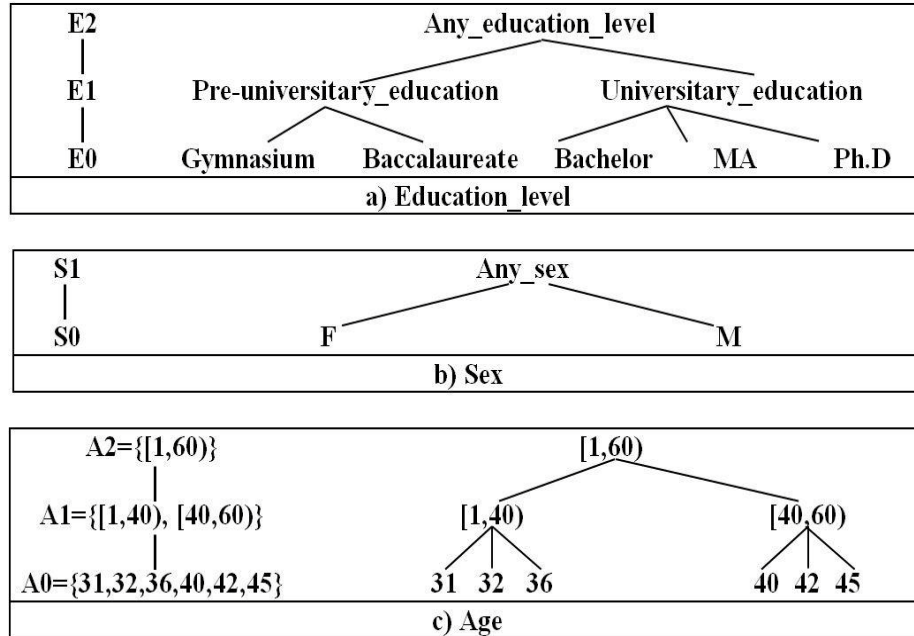 E2 Any_education_level
E1 Pre-universitary_education Universitary_education
E0 Gymnasium Baccalaureate Bachelor MA Ph.D
a) Education_level
S1 Any_sex
S0 F M
b) Sex
A2={[1,60)} [1,60)
A1={[1,40), [40,60)} [1,40) [40,60)
A0={31,32,36,40,42,45} 31 32 36 40 42 45
c) Age